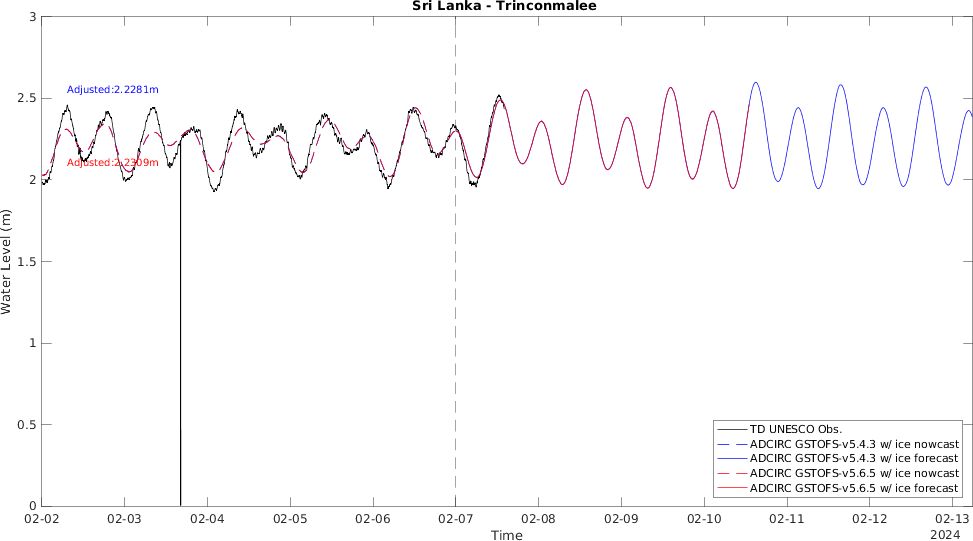 Sri Lanka - Trinconmalee
3
2.5
2
1.5
1
0.5
0
Water Level (m)
Adjusted:2.2281m
Adjusted:2.2309m
TD UNESCO Obs.
ADCIRC GSTOFS-v5.4.3 w/ ice nowcast
ADCIRC GSTOFS-v5.4.3 w/ ice forecast
ADCIRC GSTOFS-v5.6.5 w/ ice nowcast
ADCIRC GSTOFS-v5.6.5 w/ ice forecast
02-02 02-03 02-04 02-05 02-06 02-07 02-08 02-09 02-10 02-11 02-12 02-13
Time
2024